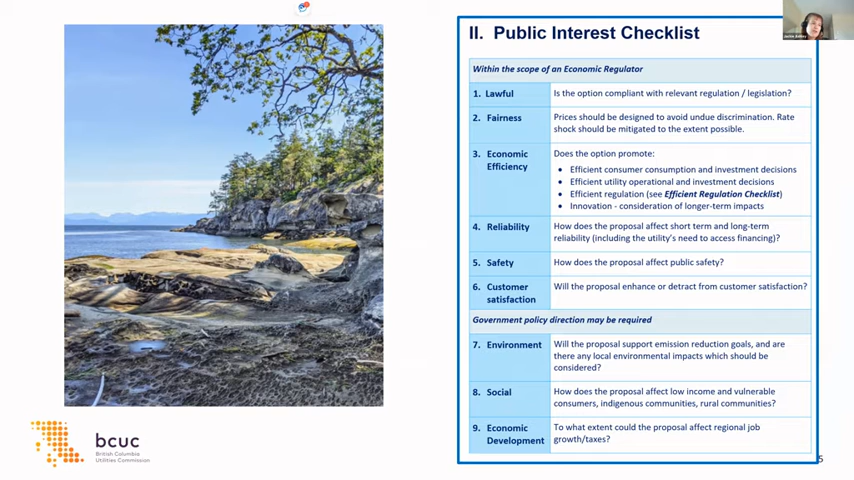 II. Public Interest Checklist
Within the scope of an Economic Regulator
1. Lawful
Is the option compliant with relevant regulation / legislation?
2. Fairness
Prices should be designed to avoid undue discrimination. Rate
shock should be mitigated to the extent possible.
3. Economic
Efficiency
Does the option promote:
• Efficient consumer consumption and investment decisions
• Efficient utility operational and investment decisions
• Efficient regulation (see Efficient Regulation Checklist)
• Innovation - consideration of longer-term impacts
4. Reliability
How does the proposal affect short term and long-term
reliability (including the utility's need to access financing)?
5. Safety
How does the proposal affect public safety?
6. Customer
satisfaction
Will the proposal enhance or detract from customer satisfaction?
Government policy direction may be required
7. Environment
Will the proposal support emission reduction goals, and are
there any local environmental impacts which should be
considered?
8. Social
How does the proposal affect low income and vulnerable
consumers, indigenous communities, rural communities?
9. Economic
Development
To what extent could the proposal affect regional job
growth/taxes?
bcuc
British Columbia
Utilities Commission
5